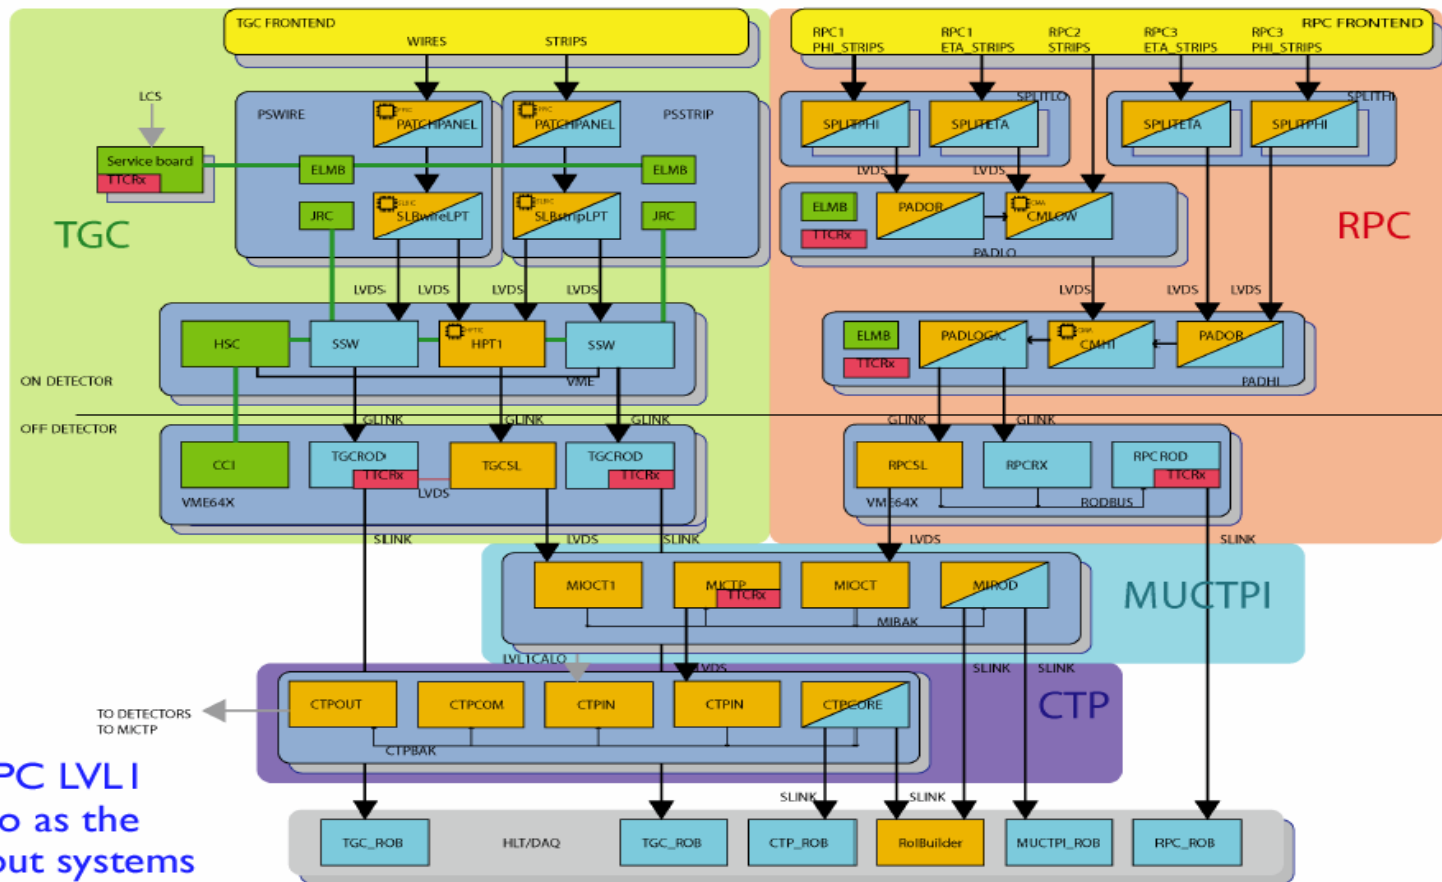 TGC FRONTEND
WIRES
STRIPS
RPC FRONTEND
RPC1
PHI_STRIPS
RPC1
ETA_STRIPS
RPC2
STRIPS
RPC3
ETA_STRIPS
RPC3
PHI_STRIPS
LCS
PSWIRE
PATCHPANEL
PATCHPANEL
PSSTRIP
SPLITLO
SPLITHI
SPLITPHI
SPLITETA
SPLITETA
SPLITPHI
Service board
TTCRx
ELMB
ELMB
LVDS
LVDS
JRC
SLBwireLPT
SLBstripLPT
JRC
ELMB
TTCRx
PADOR
CMA
CMLOW
PADLO
TGC
RPC
LVDS
LVDS
LVDS
LVDS
LVDS
LVDS
LVDS
HSC
SSW
HPT1
SSW
VME
ELMB
TTCRx
PADLOGIC
CMA
CMHI
PADOR
PADHI
ON DETECTOR
OFF DETECTOR
GLINK
GLINK
GLINK
GLINK
GLINK
CCI
TGCROD
TTCRx
LVDS
TGCSL
TGCROD
TTCRx
VME64X
RPCSL
RPCRX
RPCROD
TTCRx
VME64X
RODBUS
SLINK
LVDS
SLINK
LVDS
SLINK
MIOCT1
MICTP
TTCRx
MIOCT
MIROD
MIBAK
MUCTPI
LVL1CALO
LVDS
SLINK
SLINK
CTPOUT
CTPCOM
CTPIN
CTPIN
CTPCORE
CTPBAK
CTP
TO DETECTORS
TO MICTP
PC LVL1
o as the
out systems
SLINK
SLINK
TGC_ROB
HLT/DAQ
TGC_ROB
CTP_ROB
RoIBuilder
MUCTPI_ROB
RPC_ROB